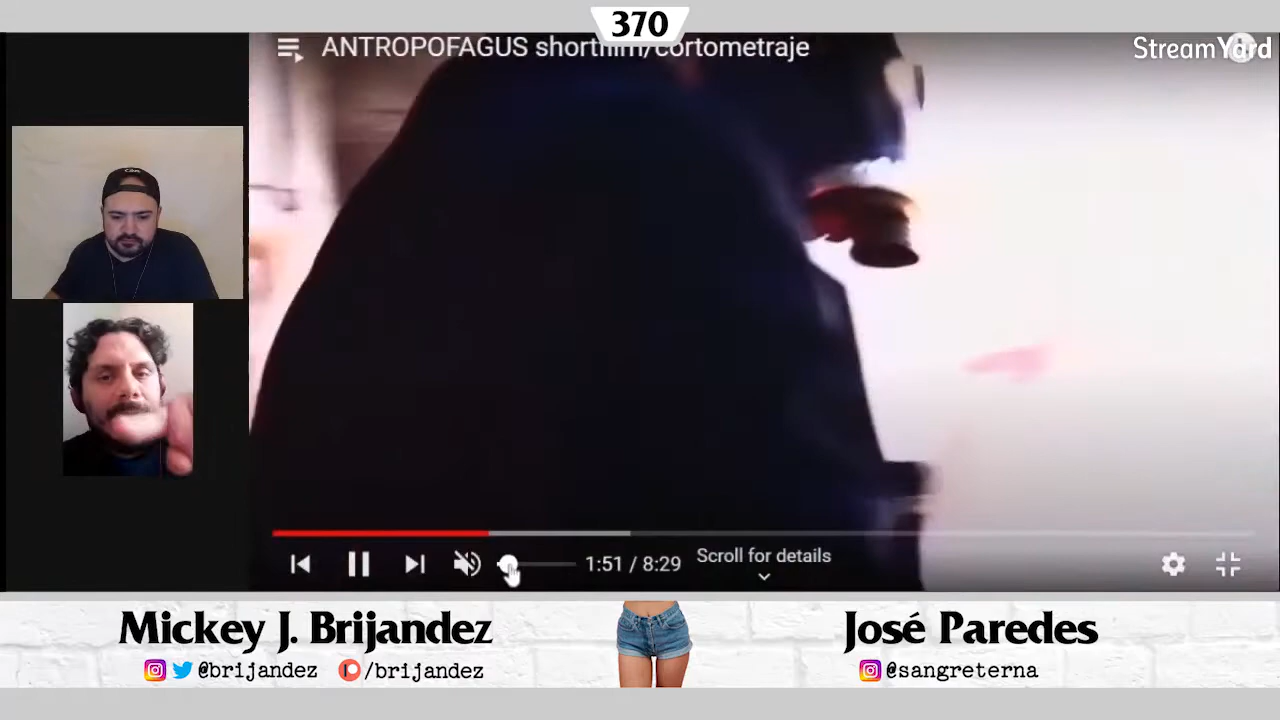 370
ANTROPOFAGUS shortfilm/cortometraje
StreamYard
1:51 / 8:29
Scroll for details
Mickey J. Brijandez
@brijandez /brijandez
José Paredes
@sangreterna